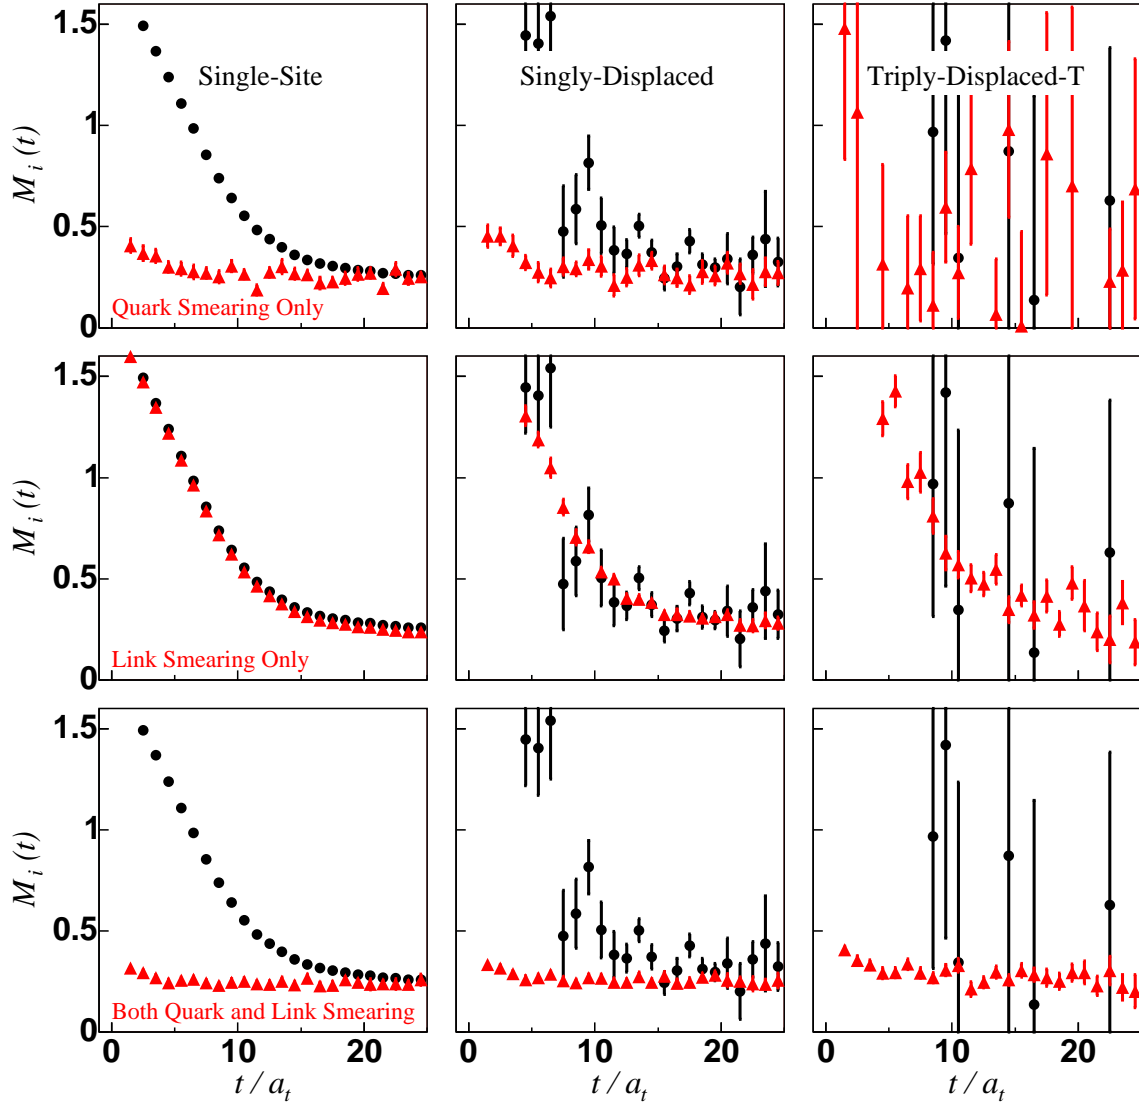 1.5
Single-Site
Singly-Displaced
Triply-Displaced-T
1
M_i(t)
0.5
Quark Smearing Only
0
1.5
1
M_i(t)
0.5
Link Smearing Only
0
1.5
1
M_i(t)
0.5
Both Quark and Link Smearing
0
0 10 20
0 10 20
0 10 20
t / a_t
t / a_t
t / a_t